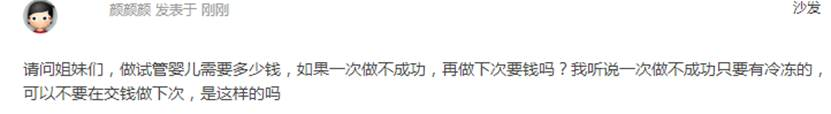 颜颜颜 发表于 刚刚 沙发
请问姐妹们，做试管婴儿需要多少钱，如果一次做不成功，再做下次要钱吗？我听说一次做不成功只要有冷冻的，
可以不要在交钱做下次，是这样的吗